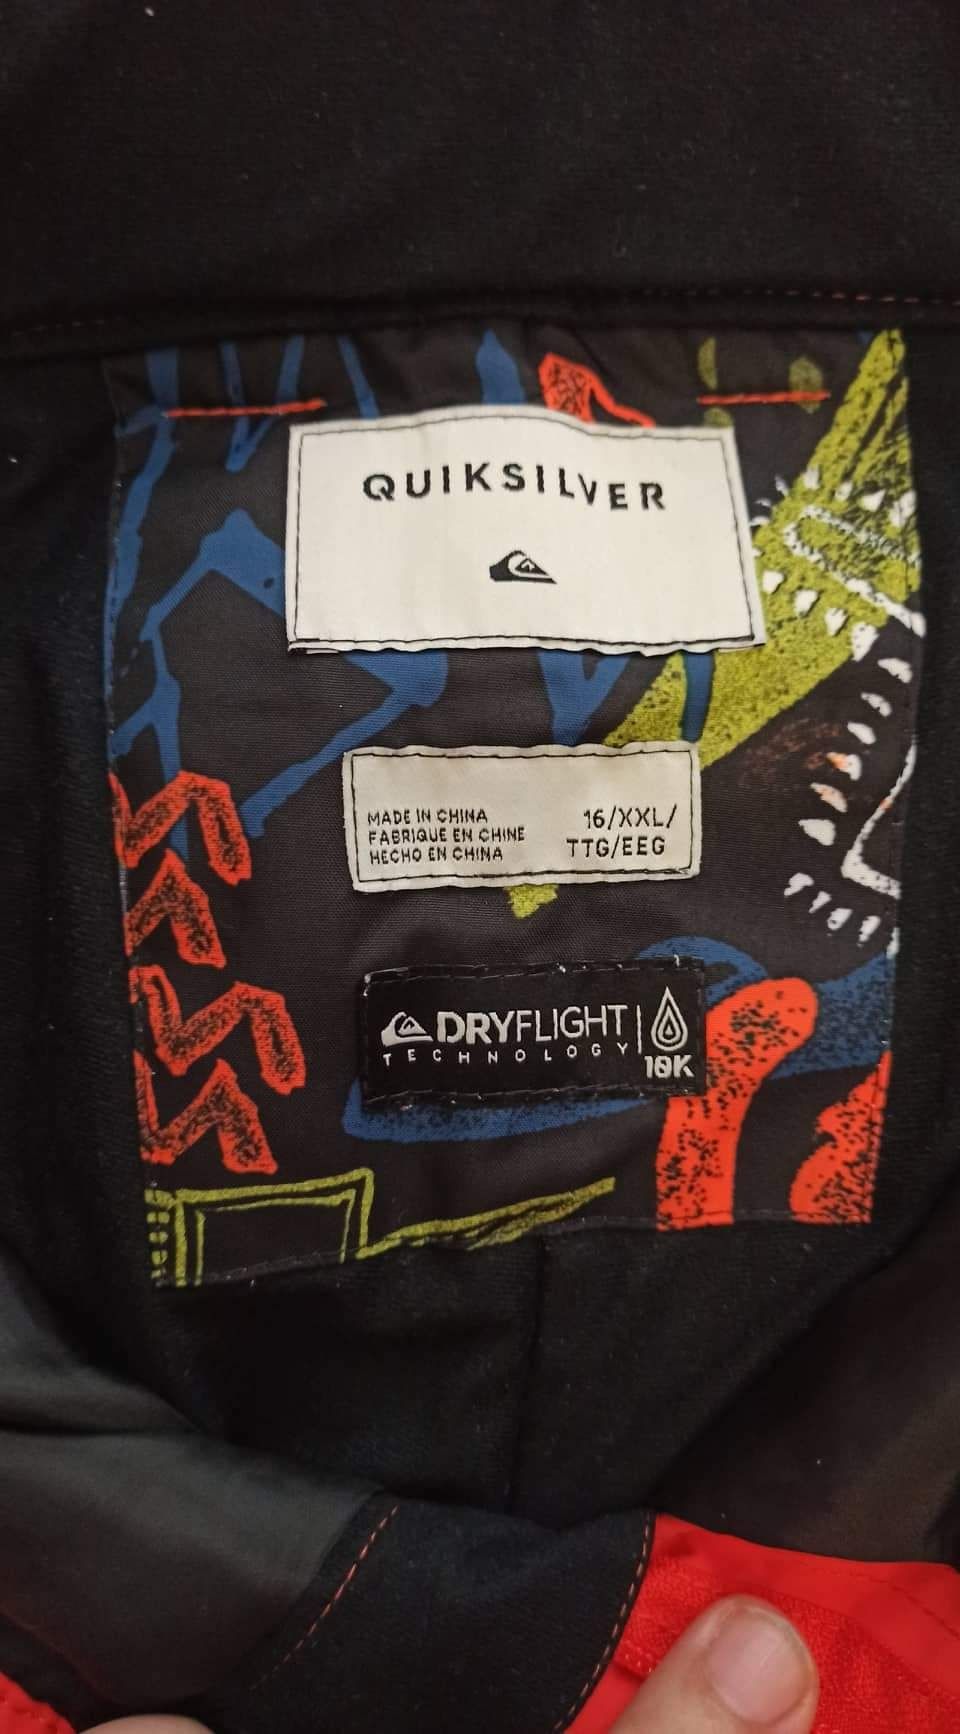 QUIKSILVER
MADE IN CHINA
FABRIQUE EN CHINE
HECHO EN CHINA
16/XXL/
TTG/EEG
DRYFLIGHT
TECHNOLOGY
10K